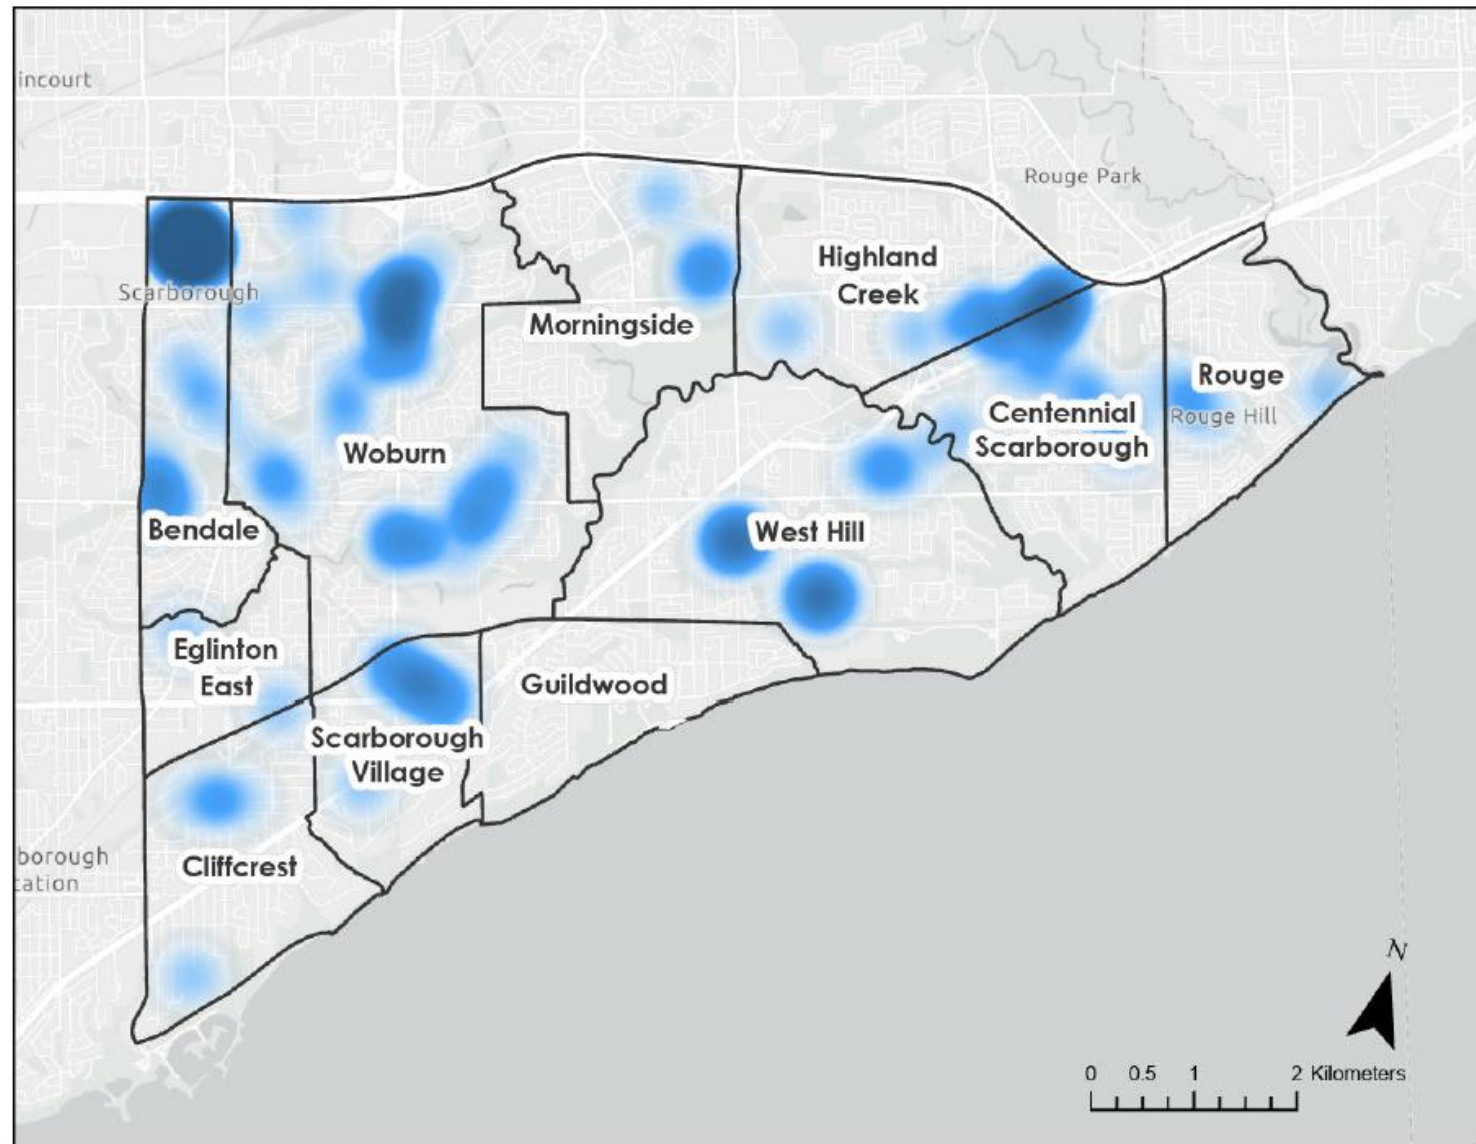 incourt
Rouge Park
Highland
Creek
Scarborough
Morningside
Rouge
Rouge Hill
Centennial
Scarborough
Woburn
Bendale
West Hill
Eglinton
East
Guildwood
Scarborough
Village
Cliffcrest
borough
cation
N
0 0.5 1 2 Kilometers